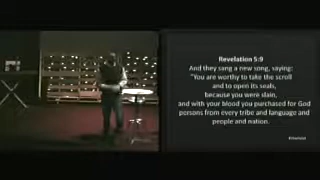 Revelation 5:9
And they sang a new song, saying:
"You are worthy to take the scroll
and to open its seals,
because you were slain,
and with your blood you purchased for God
persons from every tribe and language and
people and nation.